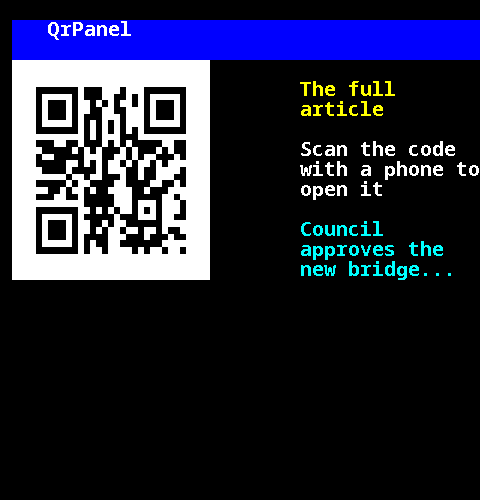 QrPanel
The full
article
Scan the code
with a phone to
open it
Council
approves the
new bridge...